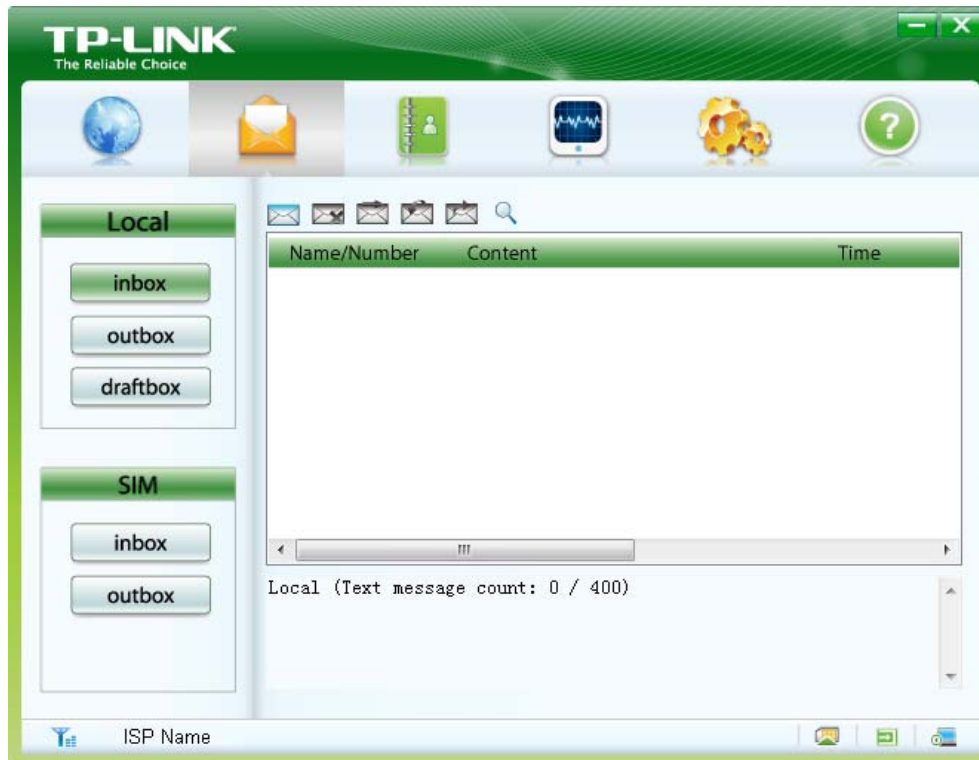 TP-LINK
The Reliable Choice
Local
inbox
outbox
draftbox
SIM
inbox
outbox
Name/Number Content Time
Local (Text message count: 0 / 400)
ISP Name